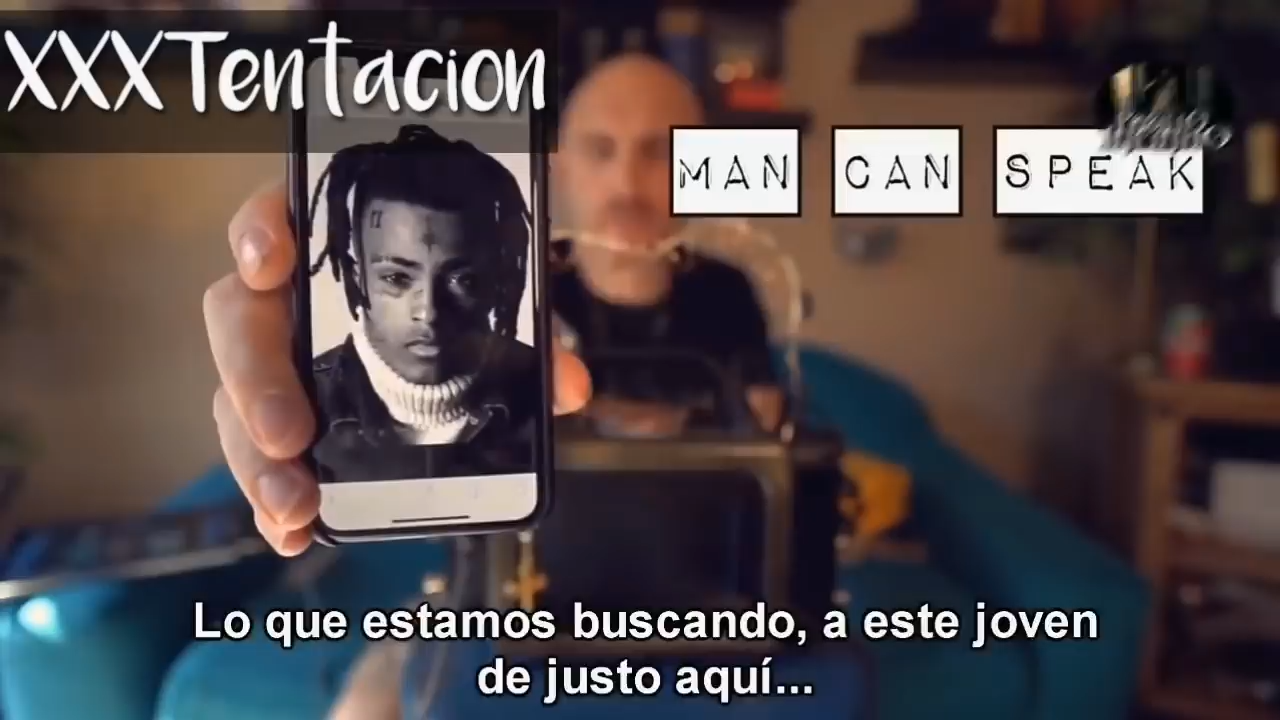 XXXTentacion
MAN CAN SPEAK
Lo que estamos buscando, a este joven
de justo aquí...